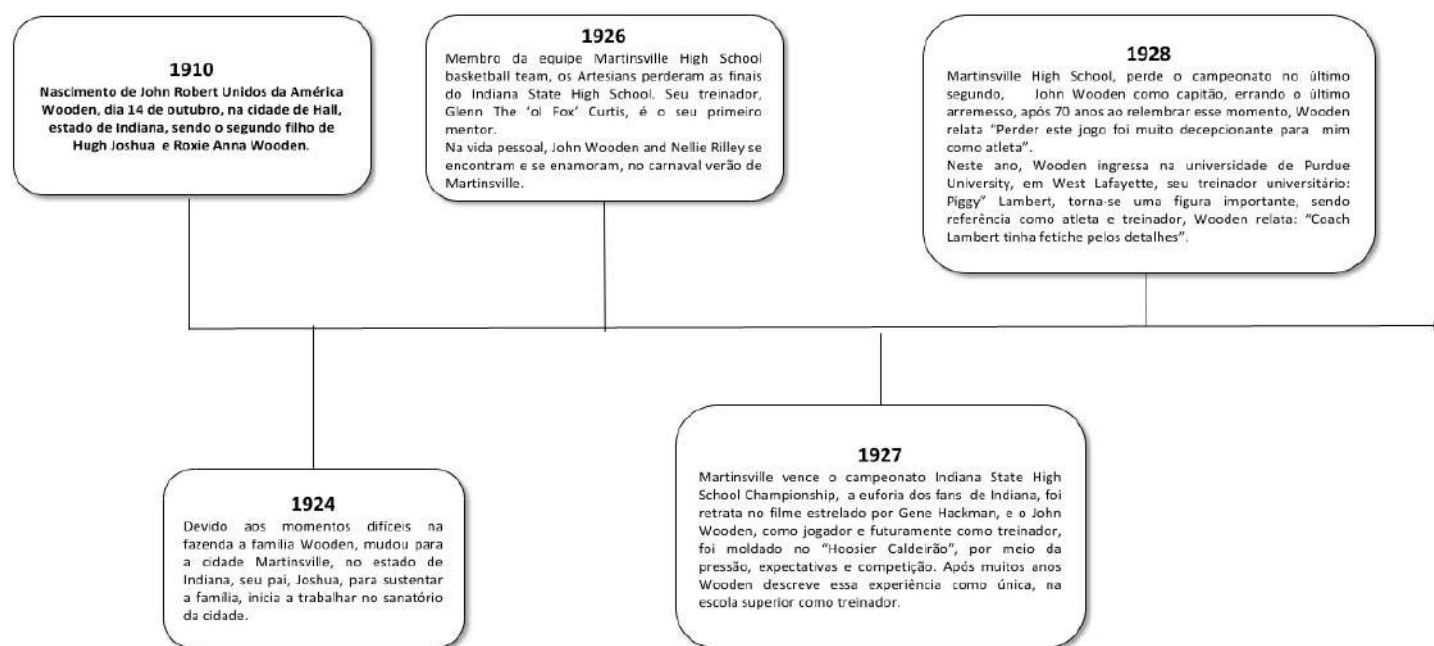 1910
Nascimento de John Robert Unidos da América
Wooden, dia 14 de outubro, na cidade de Hall,
estado de Indiana, sendo o segundo filho de
Hugh Joshua e Roxie Anna Wooden.
1924
Devido aos momentos difíceis na
fazenda a família Wooden, mudou para
a cidade Martinsville, no estado de
Indiana, seu pai, Joshua, para sustentar
a família, inicia a trabalhar no sanatório
da cidade.
1926
Membro da equipe Martinsville High School
basketball team, os Artesians perderam as finais
do Indiana State High School. Seu treinador,
Glenn The 'ol Fox' Curtis, é o seu primeiro
mentor.
Na vida pessoal, John Wooden and Nellie Rilley se
encontram e se enamoram, no carnaval verão de
Martinsville.
1927
Martinsville vence o campeonato Indiana State High
School Championship, a euforia dos fans de Indiana, foi
retrata no filme estrelado por Gene Hackman, e o John
Wooden, como jogador e futuramente como treinador,
foi moldado no “Hoosier Caldeirão”, por meio da
pressão, expectativas e competição. Após muitos anos
Wooden descreve essa experiência como única, na
escola superior como treinador.
1928
Martinsville High School, perde o campeonato no último
segundo, John Wooden como capitão, errando o último
arremesso, após 70 anos ao relembrar esse momento, Wooden
relata “Perder este jogo foi muito decepcionante para mim
como atleta”.
Neste ano, Wooden ingressa na universidade de Purdue
University, em West Lafayette, seu treinador universitário:
Piggy” Lambert, torna-se uma figura importante, sendo
referência como atleta e treinador, Wooden relata: “Coach
Lambert tinha fetiche pelos detalhes”.